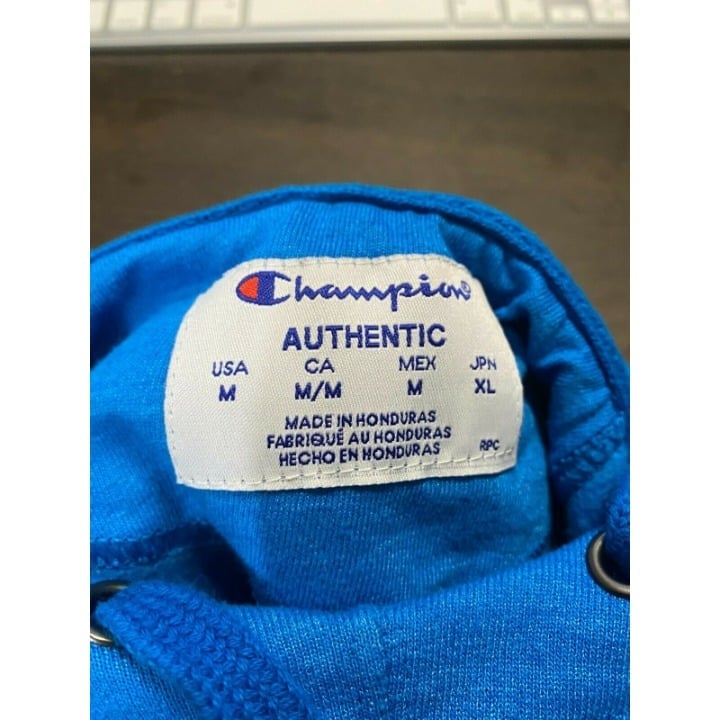 Champion®
AUTHENTIC
USA CA MEX JPN
M M/M M XL
MADE IN HONDURAS
FABRIQUÉ AU HONDURAS
HECHO EN HONDURAS RPC